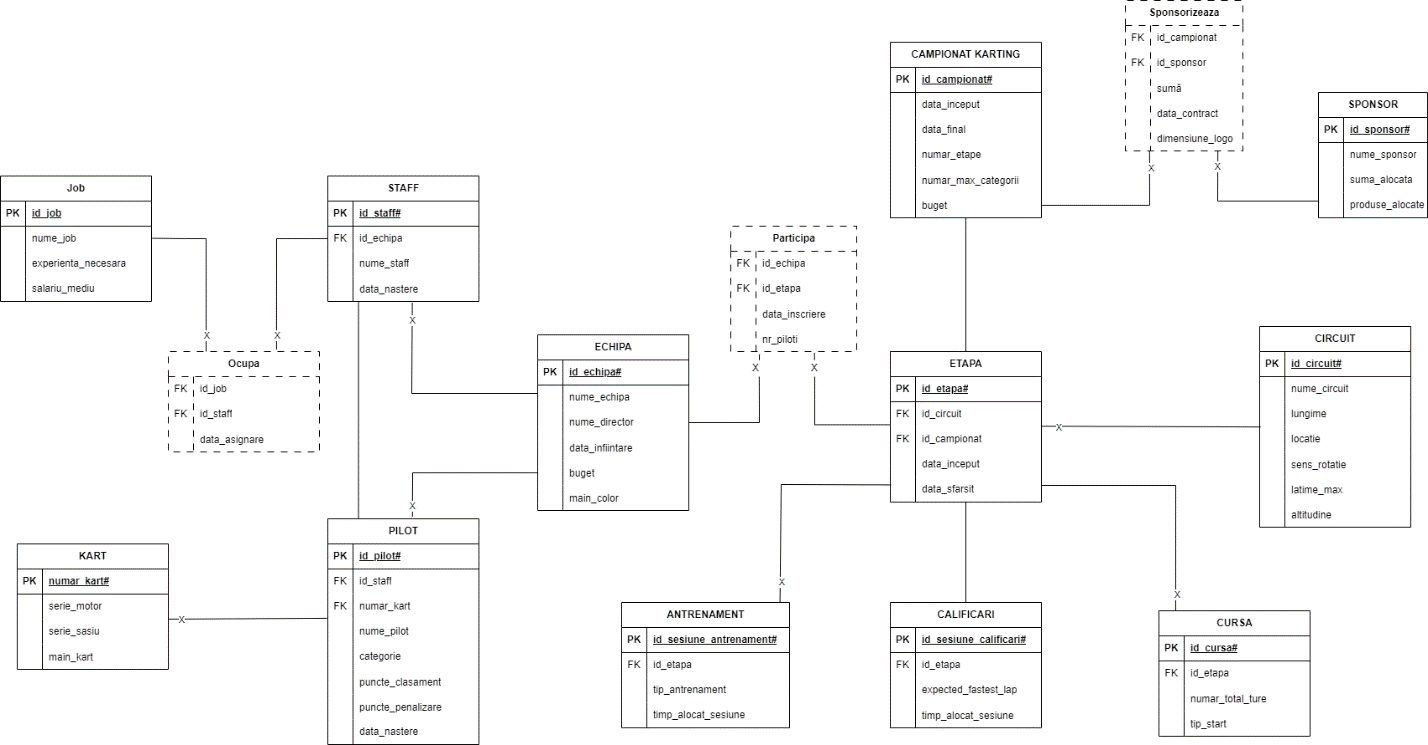 Sponsorizeaza
FK id_campionat
FK id_sponsor
sumă
data_contract
dimensiune_logo
X
X
CAMPIONAT KARTING
PK id_campionat#
data_inceput
data_final
numar_etape
numar_max_categorii
buget
SPONSOR
PK id_sponsor#
nume_sponsor
suma_alocata
produse_alocate
Job
PK id_job
nume_job
experienta_necesara
salariu_mediu
X
STAFF
PK id_staff#
FK id_echipa
nume_staff
data_nastere
X
X
Ocupa
FK id_job
FK id_staff
data_asignare
Participa
FK id_echipa
FK id_etapa
data_inscriere
nr_piloti
X
X
ECHIPA
PK id_echipa#
nume_echipa
nume_director
data_infiintare
buget
main_color
X
ETAPA
PK id_etapa#
FK id_circuit
FK id_campionat
data_inceput
data_sfarsit
X
CIRCUIT
PK id_circuit#
nume_circuit
lungime
locatie
sens_rotatie
latime_max
altitudine
KART
PK numar_kart#
serie_motor
serie_sasiu
main_kart
X
PILOT
PK id_pilot#
FK id_staff
FK numar_kart
nume_pilot
categorie
puncte_clasament
puncte_penalizare
data_nastere
X
ANTRENAMENT
PK id_sesiune_antrenament#
FK id_etapa
tip_antrenament
timp_alocat_sesiune
CALIFICARI
PK id_sesiune_calificari#
FK id_etapa
expected_fastest_lap
timp_alocat_sesiune
X
CURSA
PK id_cursa#
FK id_etapa
numar_total_ture
tip_start